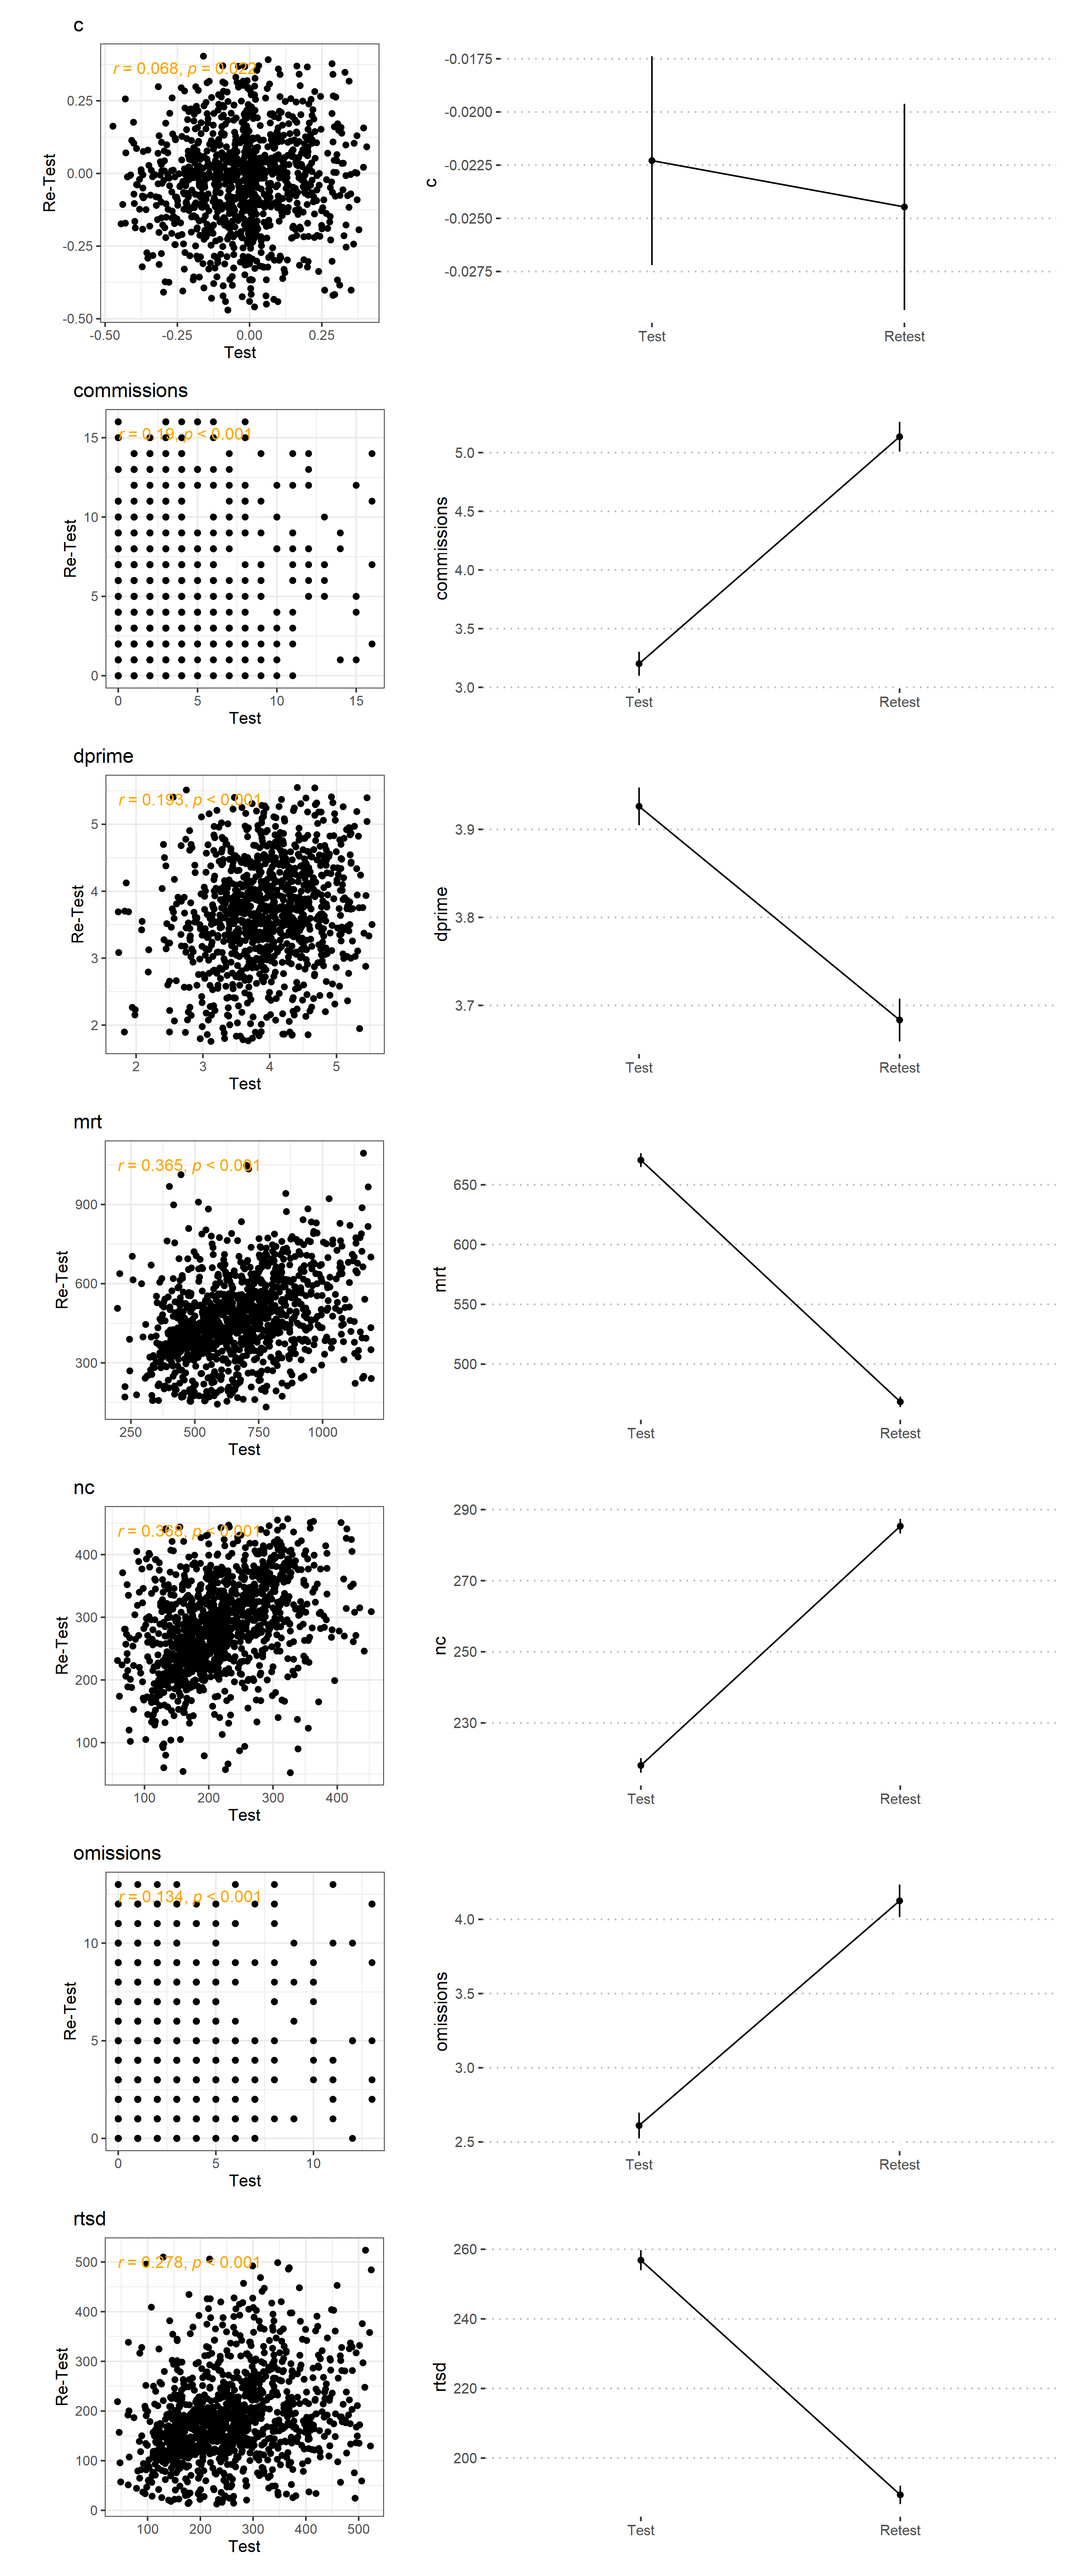 c
r = 0.068, p = 0.022
0.25
0.00
-0.25
-0.50
Re-Test
-0.50 -0.25 0.00 0.25
Test
-0.0175
-0.0200
-0.0225
-0.0250
-0.0275
c
Test Retest
commissions
r = 0.19, p < 0.001
15
10
5
0
Re-Test
0 5 10 15
Test
5.0
4.5
4.0
3.5
3.0
commissions
Test Retest
dprime
r = 0.193, p < 0.001
5
4
3
2
Re-Test
2 3 4 5
Test
3.9
3.8
3.7
dprime
Test Retest
mrt
r = 0.365, p < 0.001
900
600
300
Re-Test
250 500 750 1000
Test
650
600
550
500
mrt
Test Retest
nc
r = 0.368, p < 0.001
400
300
200
100
Re-Test
100 200 300 400
Test
290
270
250
230
nc
Test Retest
omissions
r = 0.134, p < 0.001
10
5
0
Re-Test
0 5 10
Test
4.0
3.5
3.0
2.5
omissions
Test Retest
rtsd
r = 0.278, p < 0.001
500
400
300
200
100
0
Re-Test
100 200 300 400 500
Test
260
240
220
200
rtsd
Test Retest